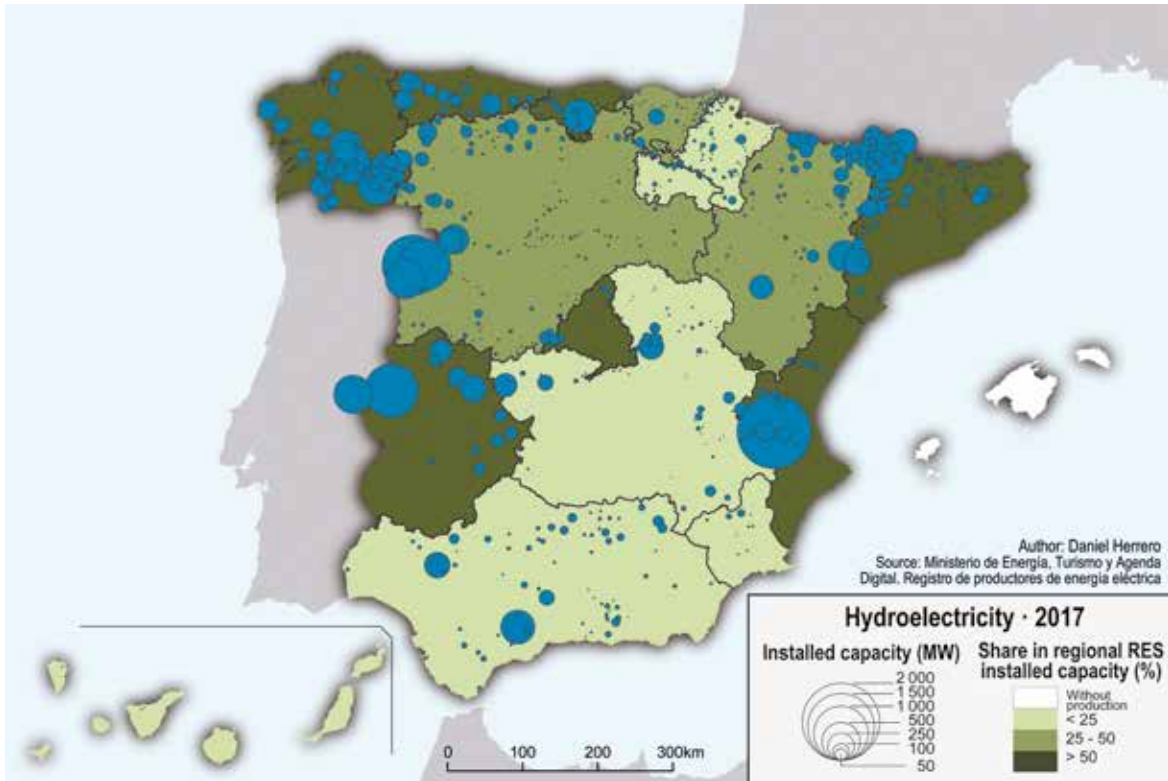 Author: Daniel Herrero
Source: Ministerio de Energía, Turismo y Agenda
Digital. Registro de productores de energía eléctrica
Hydroelectricity · 2017
Installed capacity (MW)
2 000
1 500
1 000
500
250
100
50
Share in regional RES
installed capacity (%)
Without
production
< 25
25 - 50
> 50
0 100 200 300km